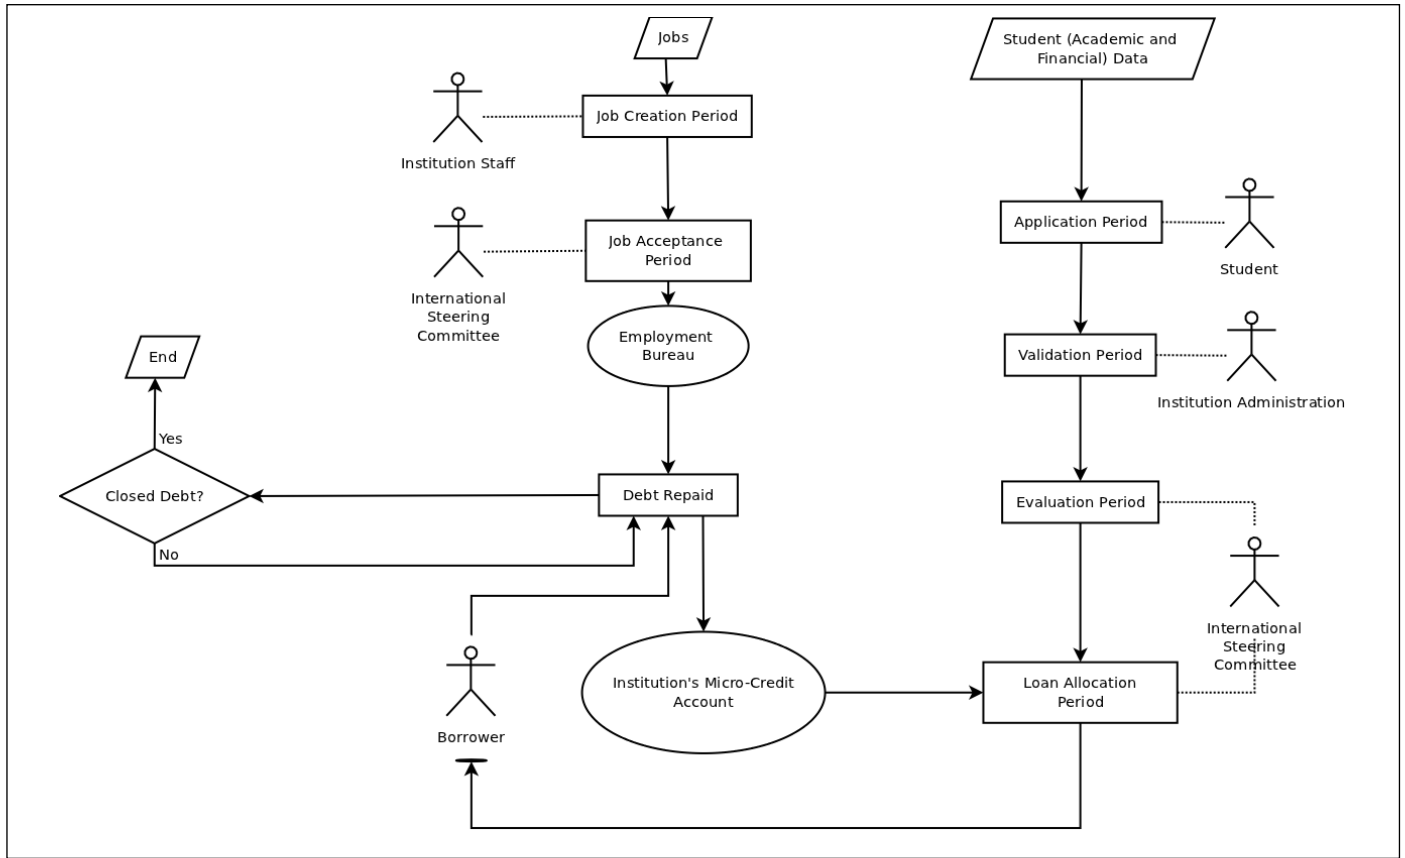 Jobs
Student (Academic and
Financial) Data
Job Creation Period
Institution Staff
Application Period
Student
Job Acceptance
Period
International
Steering
Committee
Employment
Bureau
End
Validation Period
Institution Administration
Yes
Closed Debt?
No
Debt Repaid
Evaluation Period
International
Steering
Committee
Institution's Micro-Credit
Account
Loan Allocation
Period
Borrower